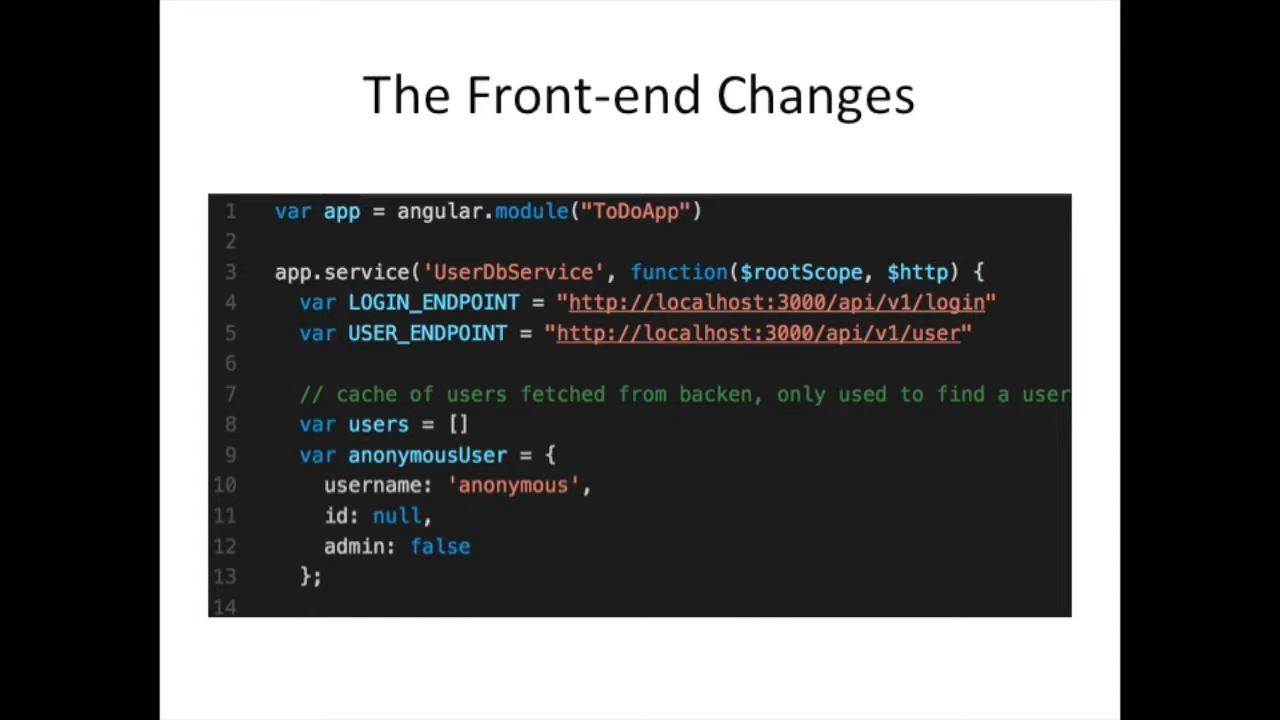 The Front-end Changes
1 var app = angular.module("ToDoApp")
2
3 app.service('UserDbService', function($rootScope, $http) {
4 var LOGIN_ENDPOINT = "http://localhost:3000/api/v1/login"
5 var USER_ENDPOINT = "http://localhost:3000/api/v1/user"
6
7 // cache of users fetched from backen, only used to find a user
8 var users = []
9 var anonymousUser = {
10 username: 'anonymous',
11 id: null,
12 admin: false
13 };
14